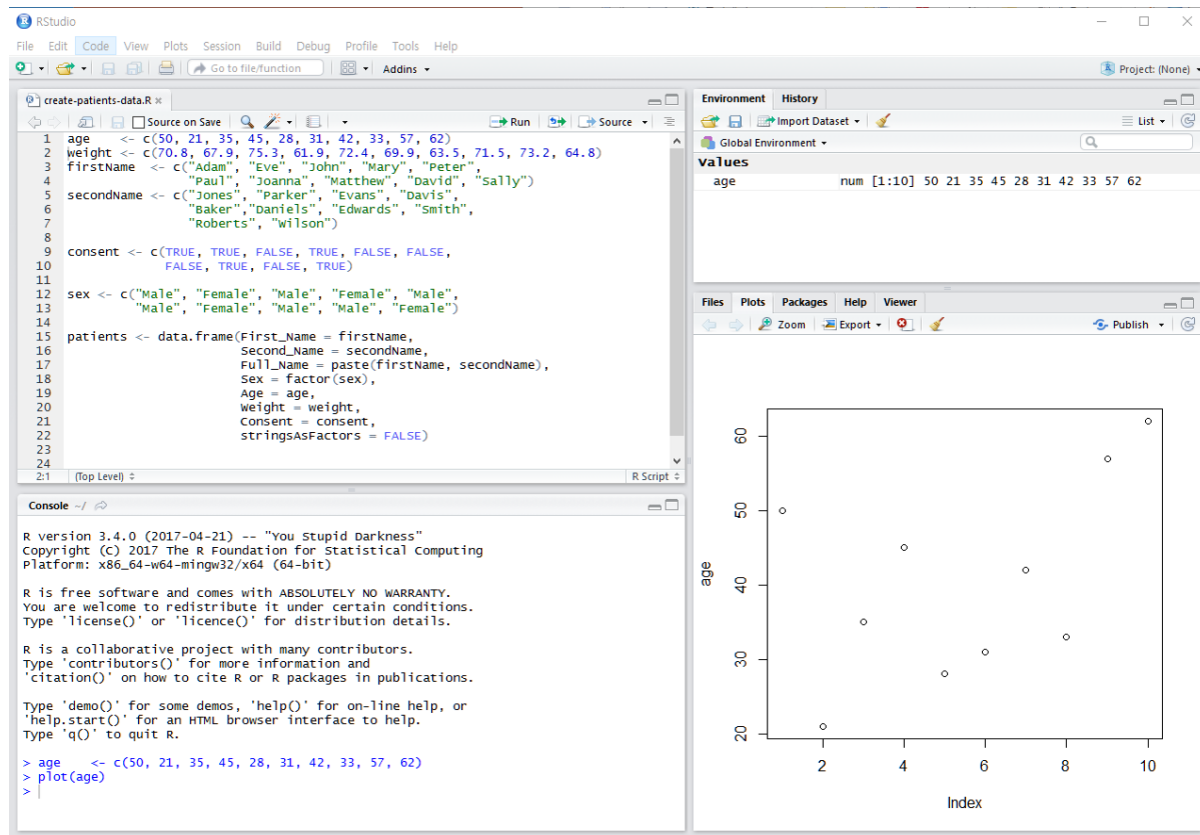 RStudio
File Edit Code View Plots Session Build Debug Profile Tools Help
Go to file/function Addins Project: (None)
create-patients-data.R
Source on Save Run Source
1 age    <- c(50, 21, 35, 45, 28, 31, 42, 33, 57, 62)
2 weight <- c(70.8, 67.9, 75.3, 61.9, 72.4, 69.9, 63.5, 71.5, 73.2, 64.8)
3 firstName  <- c("Adam", "Eve", "John", "Mary", "Peter",
4                 "Paul", "Joanna", "Matthew", "David", "Sally")
5 secondName <- c("Jones", "Parker", "Evans", "Davis",
6                 "Baker","Daniels", "Edwards", "Smith",
7                 "Roberts", "Wilson")
8
9 consent <- c(TRUE, TRUE, FALSE, TRUE, FALSE, FALSE,
10              FALSE, TRUE, FALSE, TRUE)
11
12 sex <- c("Male", "Female", "Male", "Female", "Male",
13          "Male", "Female", "Male", "Male", "Female")
14
15 patients <- data.frame(First_Name = firstName,
16                        Second_Name = secondName,
17                        Full_Name = paste(firstName, secondName),
18                        Sex = factor(sex),
19                        Age = age,
20                        Weight = weight,
21                        Consent = consent,
22                        stringsAsFactors = FALSE)
23
24
2:1 (Top Level) R Script
Console ~/
R version 3.4.0 (2017-04-21) -- "You Stupid Darkness"
Copyright (C) 2017 The R Foundation for Statistical Computing
Platform: x86_64-w64-mingw32/x64 (64-bit)
R is free software and comes with ABSOLUTELY NO WARRANTY.
You are welcome to redistribute it under certain conditions.
Type 'license()' or 'licence()' for distribution details.
R is a collaborative project with many contributors.
Type 'contributors()' for more information and
'citation()' on how to cite R or R packages in publications.
Type 'demo()' for some demos, 'help()' for on-line help, or
'help.start()' for an HTML browser interface to help.
Type 'q()' to quit R.
> age    <- c(50, 21, 35, 45, 28, 31, 42, 33, 57, 62)
> plot(age)
>
Environment History
Import Dataset List
Global Environment
Values
age num [1:10] 50 21 35 45 28 31 42 33 57 62
Files Plots Packages Help Viewer
Zoom Export Publish
60
50
40
30
20
age
2 4 6 8 10
Index